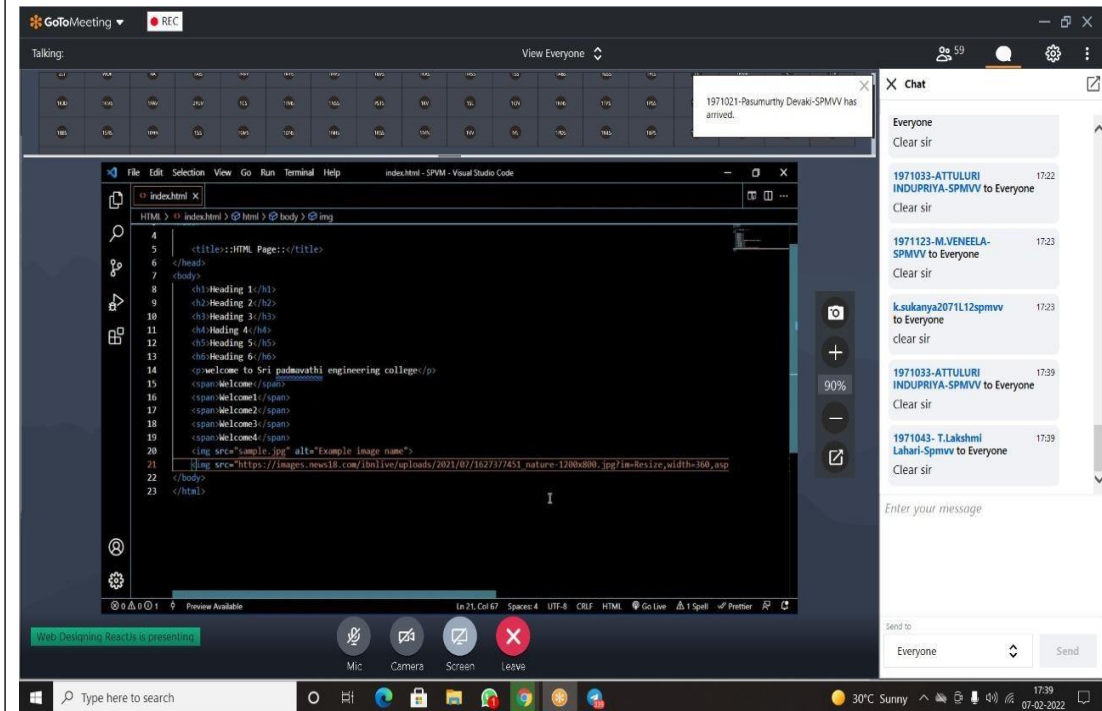 GoToMeeting
REC
Talking:
View Everyone
59
1971021-Pasumurthy Devaki-SPMVV has
arrived.
Chat
Everyone
Clear sir
1971033-ATTULURI
INDUPRIYA-SPMVV to Everyone
17:22
Clear sir
1971123-M.VENEELA-
SPMVV to Everyone
17:23
Clear sir
k.sukanya2071L12spmvv
to Everyone
17:23
clear sir
1971033-ATTULURI
INDUPRIYA-SPMVV to Everyone
17:39
Clear sir
1971043- T.Lakshmi
Lahari-Spmvv to Everyone
17:39
Clear sir
Enter your message
Send to
Everyone
Send
File Edit Selection View Go Run Terminal Help
index.html - SPVM - Visual Studio Code
index.html
HTML > index.html > html > body > img
4
5 <title>::HTML Page::</title>
6 </head>
7 <body>
8 <h1>Heading 1</h1>
9 <h2>Heading 2</h2>
10 <h3>Heading 3</h3>
11 <h4>Hading 4</h4>
12 <h5>Heading 5</h5>
13 <h6>Heading 6</h6>
14 <p>welcome to Sri padmavathi engineering college</p>
15 <span>Welcome</span>
16 <span>Welcome1</span>
17 <span>Welcome2</span>
18 <span>Welcome3</span>
19 <span>Welcome4</span>
20 <img src="sample.jpg" alt="Example image name">
21 <img src="https://images.news18.com/ibnlive/uploads/2021/07/1627377451_nature-1200x800.jpg?im=Resize,width=360,asp
22 </body>
23 </html>
90%
0 0 1 Preview Available
Ln 21, Col 67 Spaces: 4 UTF-8 CRLF HTML Go Live 1 Spell Prettier
Web Designing ReactJs is presenting
Mic Camera Screen Leave
Type here to search
30°C Sunny
17:39
07-02-2022